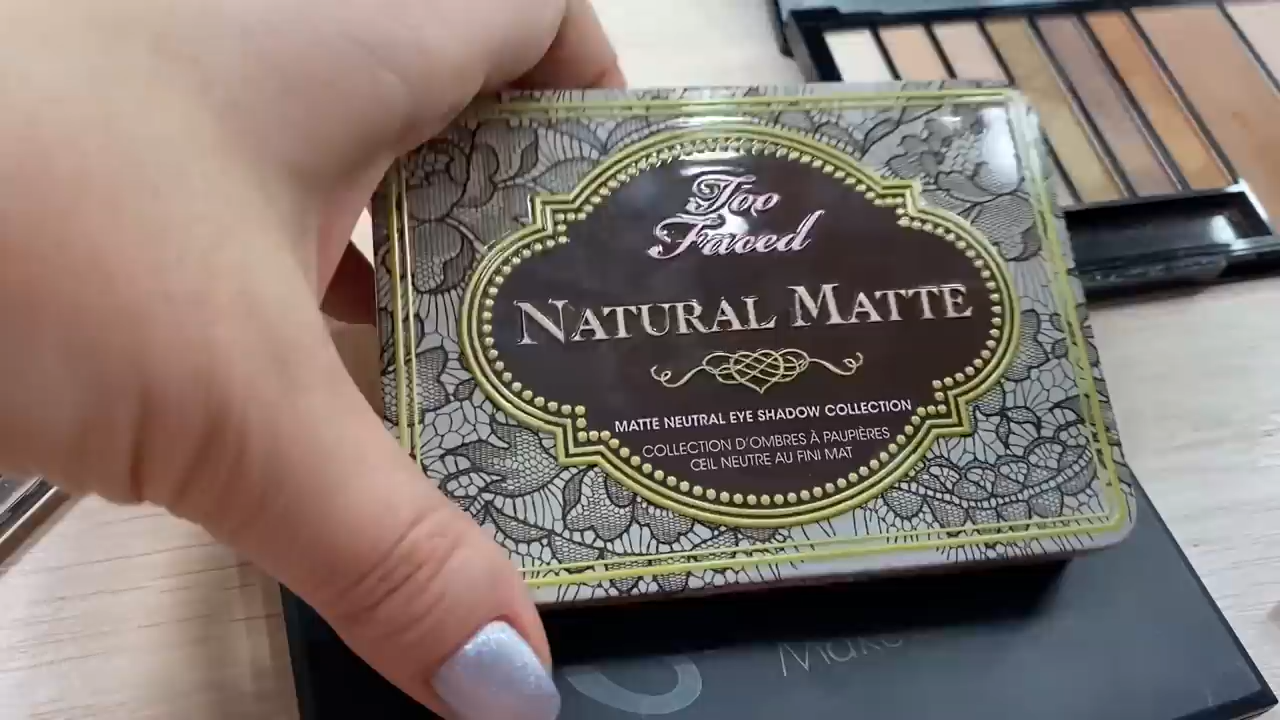 Too
Faced
NATURAL MATTE
MATTE NEUTRAL EYE SHADOW COLLECTION
COLLECTION D'OMBRES À PAUPIÈRES
ŒIL NEUTRE AU FINI MAT